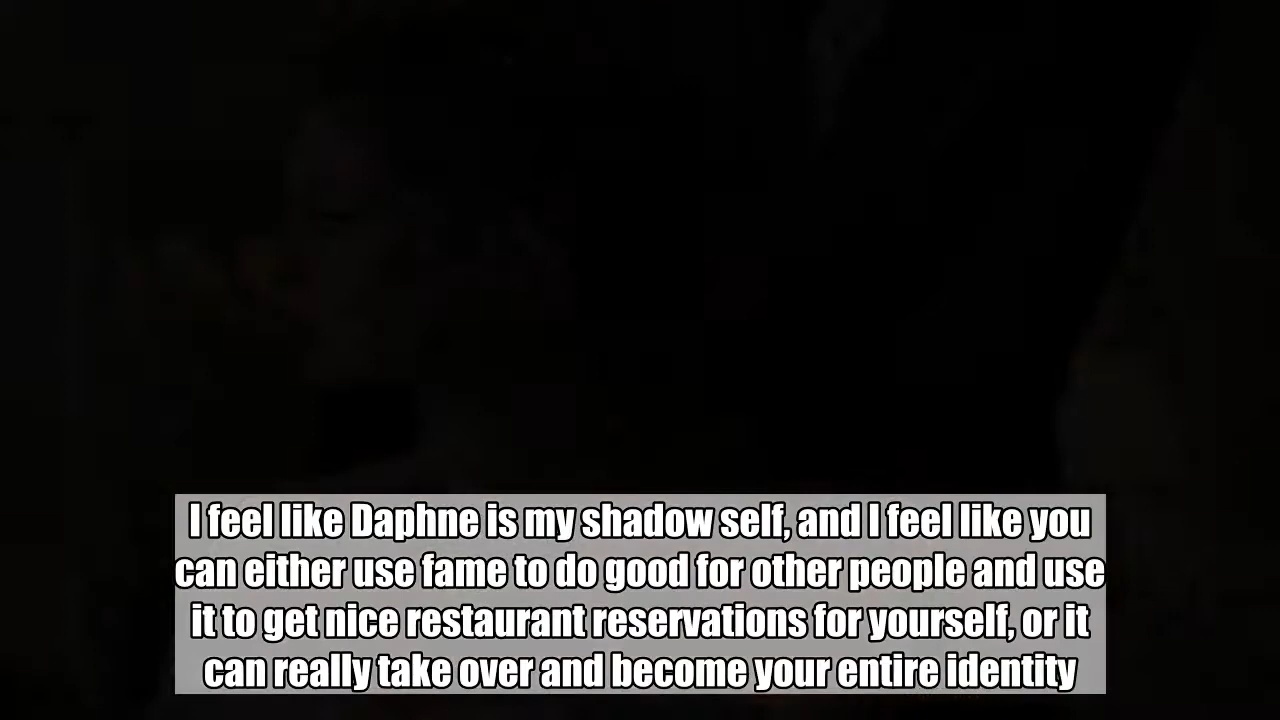 I feel like Daphne is my shadow self, and I feel like you
can either use fame to do good for other people and use
it to get nice restaurant reservations for yourself, or it
can really take over and become your entire identity